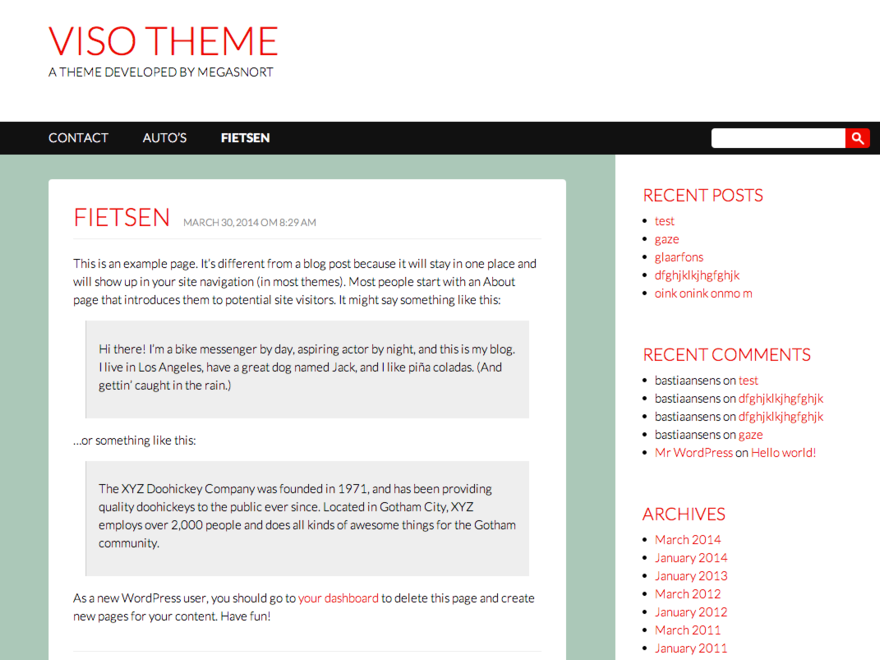 VISO THEME
A THEME DEVELOPED BY MEGASNORT
CONTACT AUTO'S FIETSEN
FIETSEN MARCH 30, 2014 OM 8:29 AM
This is an example page. It's different from a blog post because it will stay in one place and
will show up in your site navigation (in most themes). Most people start with an About
page that introduces them to potential site visitors. It might say something like this:
Hi there! I'm a bike messenger by day, aspiring actor by night, and this is my blog.
I live in Los Angeles, have a great dog named Jack, and I like piña coladas. (And
gettin' caught in the rain.)
…or something like this:
The XYZ Doohickey Company was founded in 1971, and has been providing
quality doohickeys to the public ever since. Located in Gotham City, XYZ
employs over 2,000 people and does all kinds of awesome things for the Gotham
community.
As a new WordPress user, you should go to your dashboard to delete this page and create
new pages for your content. Have fun!
RECENT POSTS
test
gaze
glaarfons
dfghjklkjhgfghjk
oink onink onmo m
RECENT COMMENTS
bastiaansens on test
bastiaansens on dfghjklkjhgfghjk
bastiaansens on dfghjklkjhgfghjk
bastiaansens on gaze
Mr WordPress on Hello world!
ARCHIVES
March 2014
January 2014
January 2013
March 2012
January 2012
March 2011
January 2011